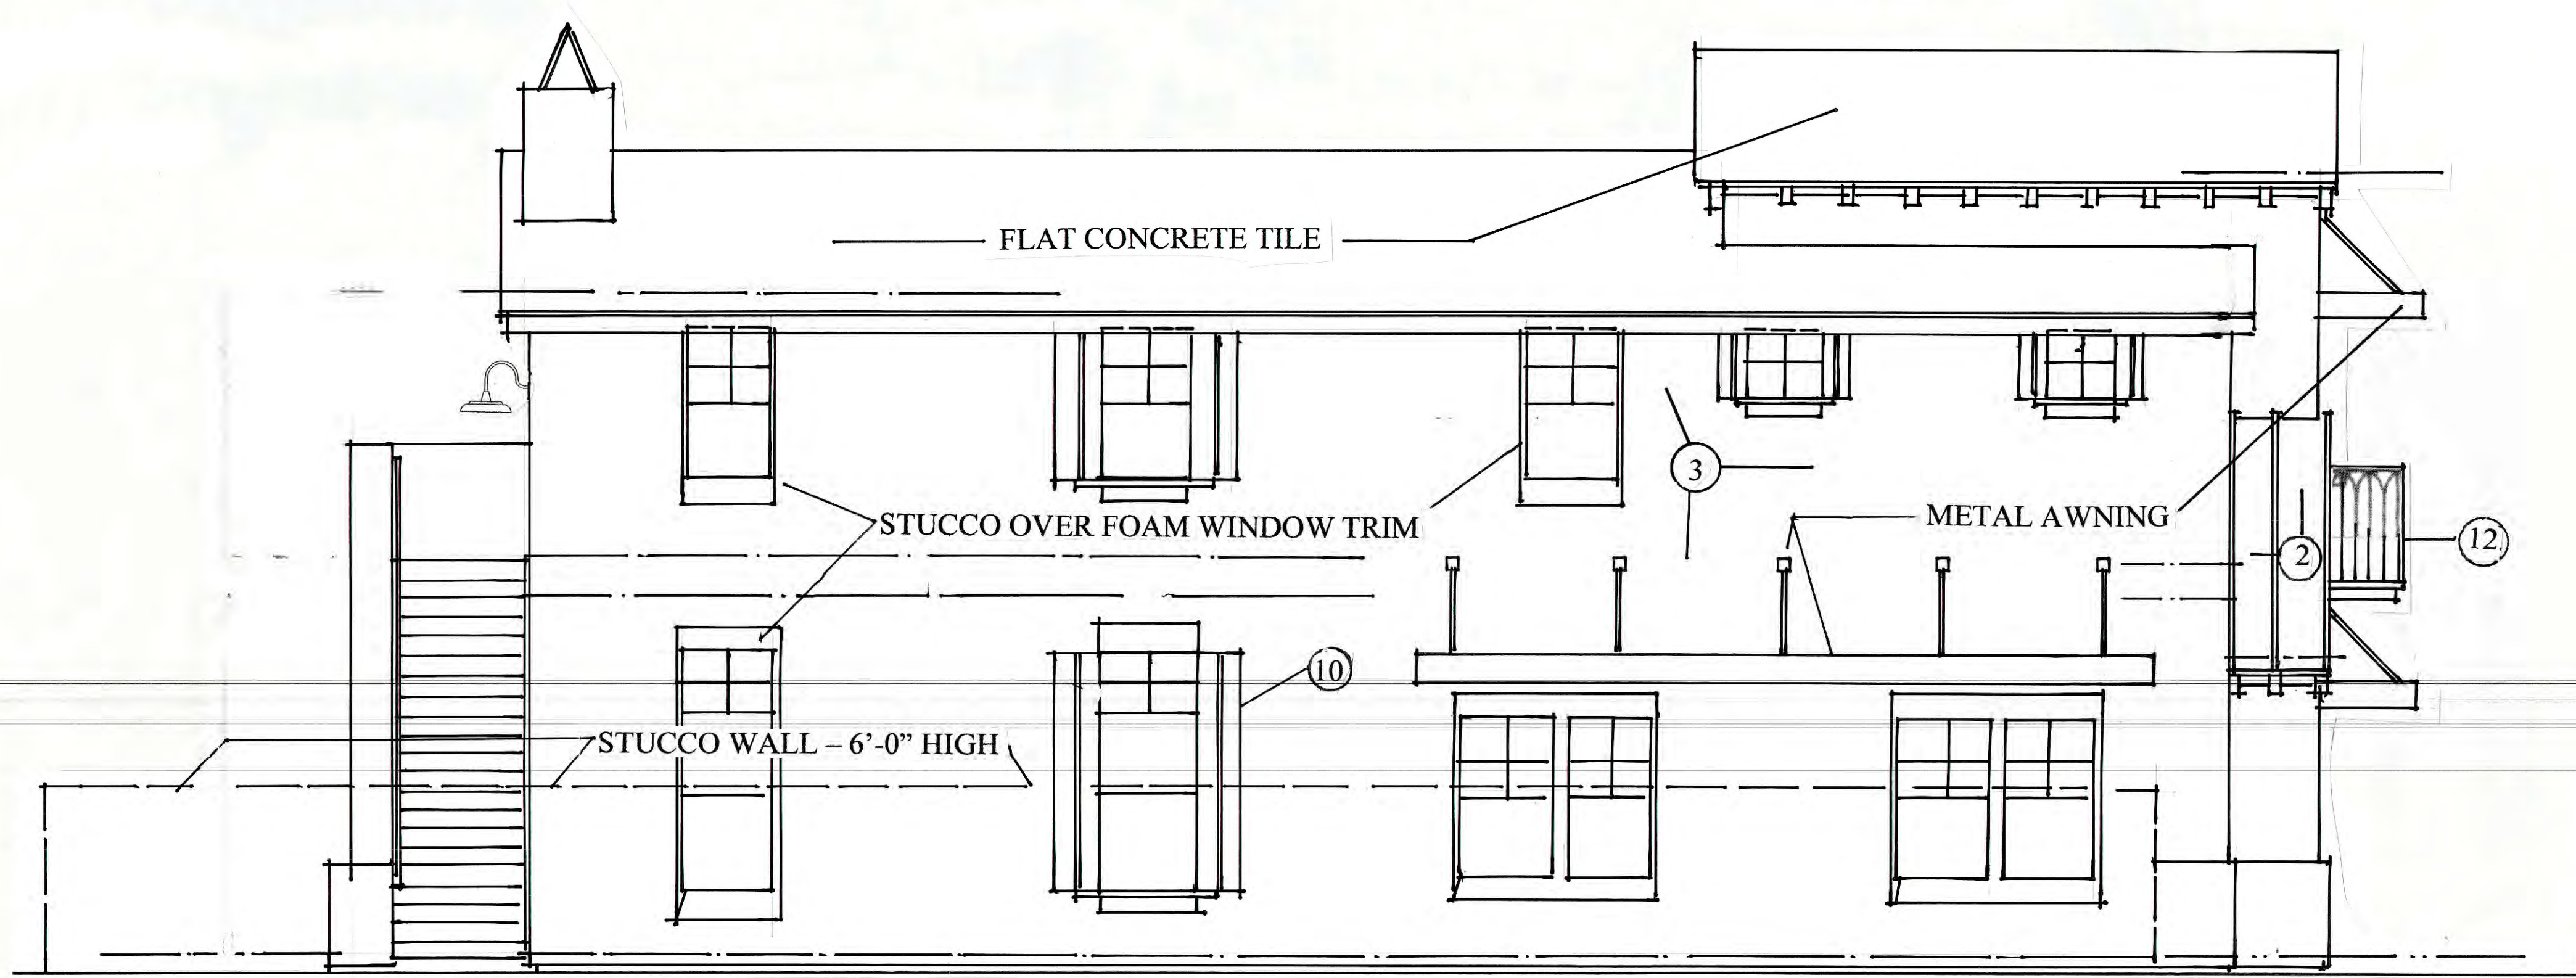 FLAT CONCRETE TILE
3
STUCCO OVER FOAM WINDOW TRIM
METAL AWNING
12
2
10
STUCCO WALL – 6’-0” HIGH